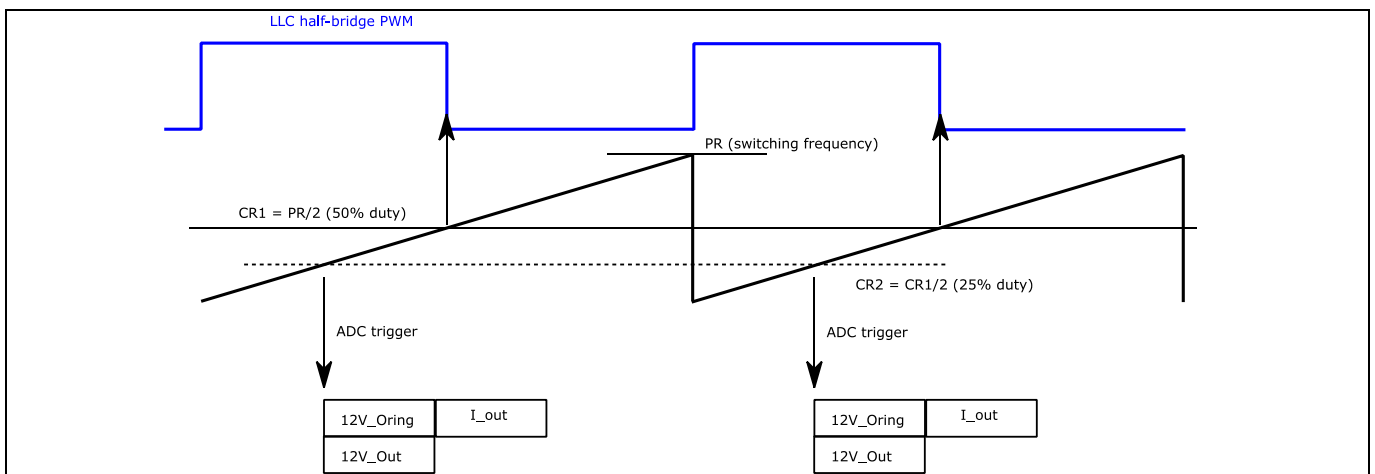 LLC half-bridge PWM
PR (switching frequency)
CR1 = PR/2 (50% duty)
CR2 = CR1/2 (25% duty)
ADC trigger
ADC trigger
12V_Oring
I_out
12V_Oring
I_out
12V_Out
12V_Out